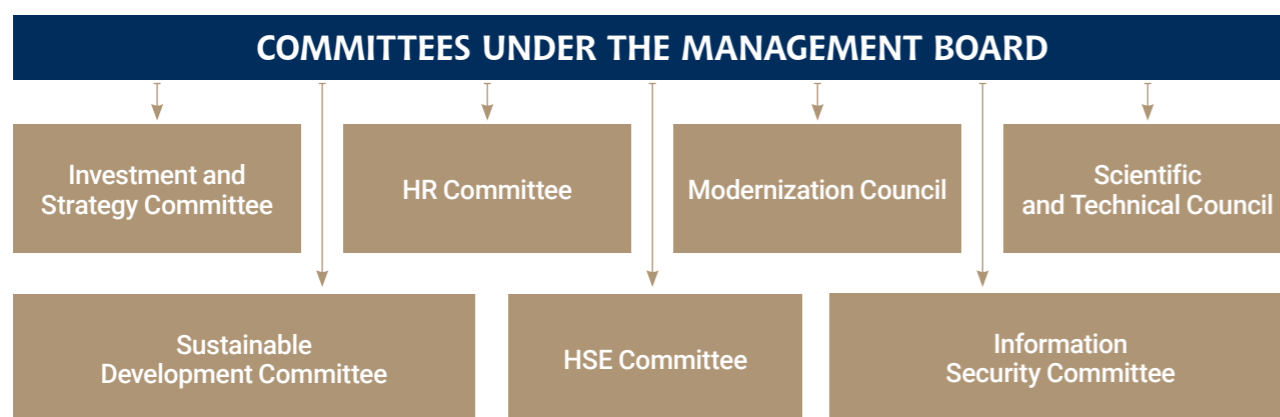 COMMITTEES UNDER THE MANAGEMENT BOARD
Investment and
Strategy Committee
HR Committee
Modernization Council
Scientific
and Technical Council
Sustainable
Development Committee
HSE Committee
Information
Security Committee